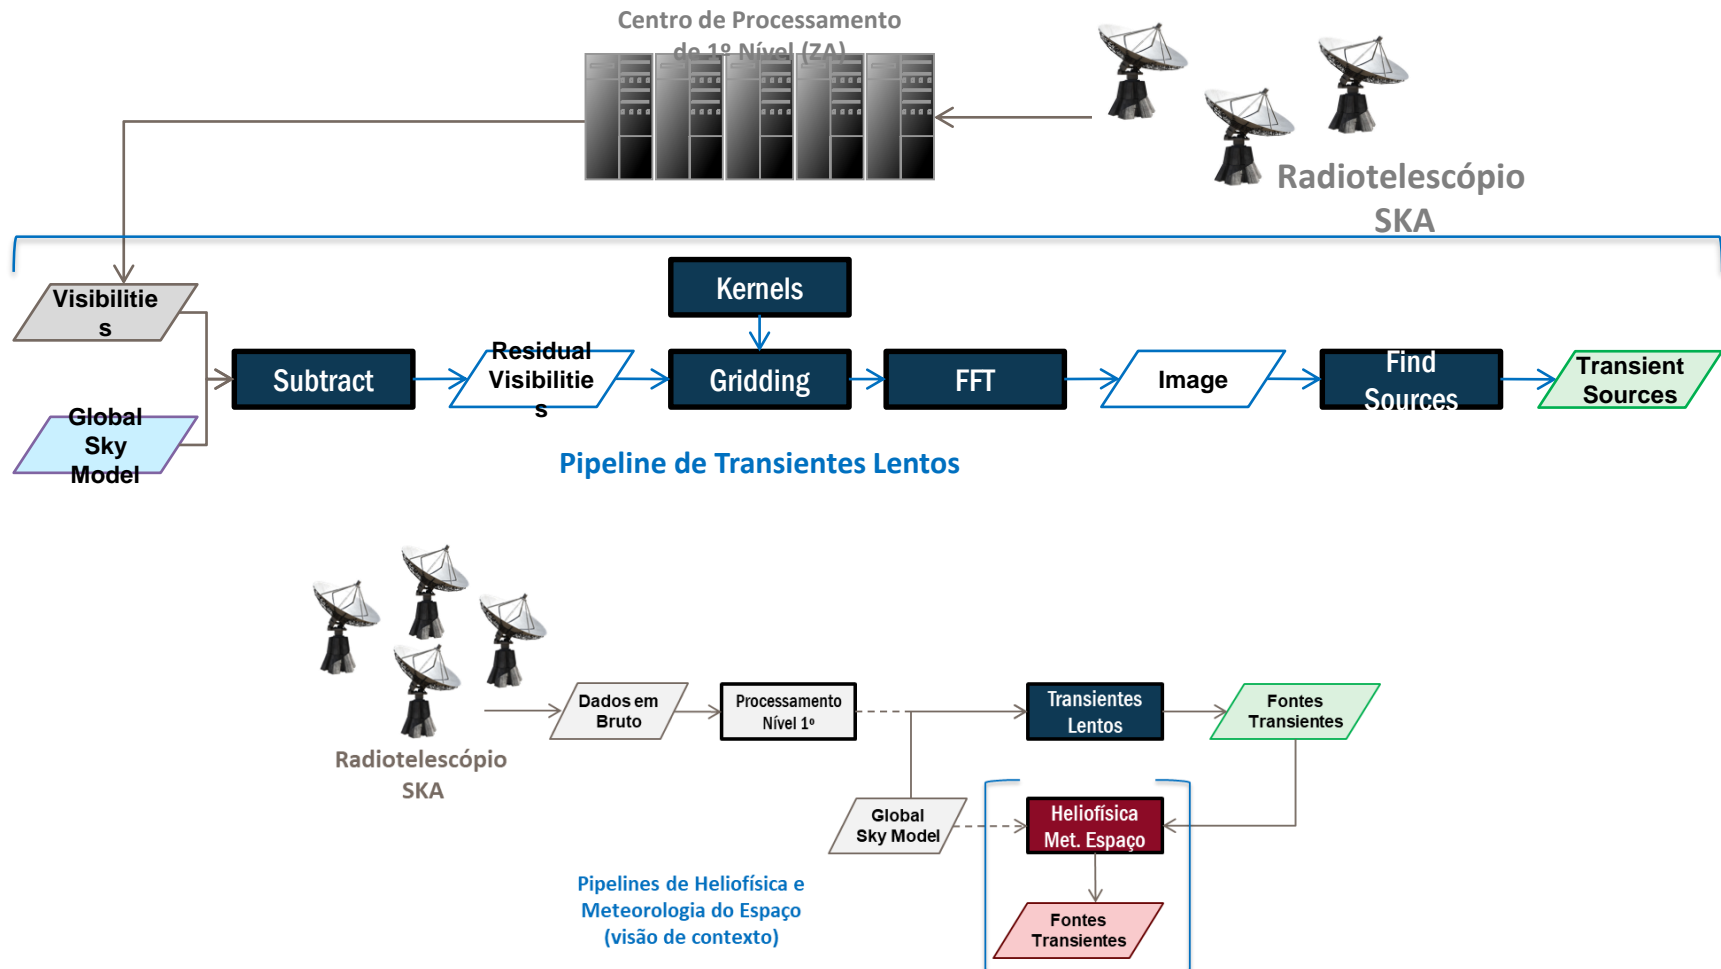 Centro de Processamento
de 1º Nível (ZA)
Radiotelescópio
SKA
Visibilitie
s
Kernels
Subtract
Residual
Visibilitie
s
Gridding
FFT
Image
Find
Sources
Transient
Sources
Global
Sky
Model
Pipeline de Transientes Lentos
Radiotelescópio
SKA
Dados em
Bruto
Processamento
Nível 1º
Transientes
Lentos
Fontes
Transientes
Global
Sky Model
Heliofísica
Met. Espaço
Pipelines de Heliofísica e
Meteorologia do Espaço
(visão de contexto)
Fontes
Transientes